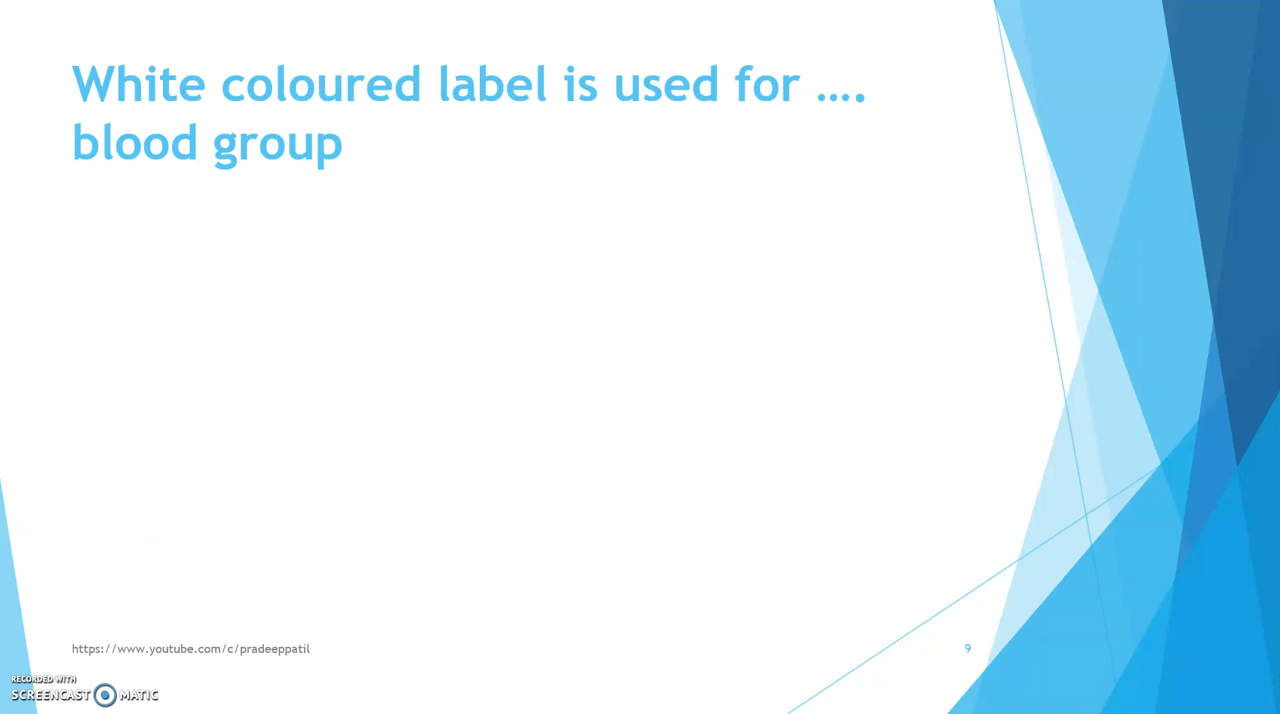 White coloured label is used for ....
blood group
https://www.youtube.com/c/pradeeppatil
9
RECORDED WITH
SCREENCAST MATIC